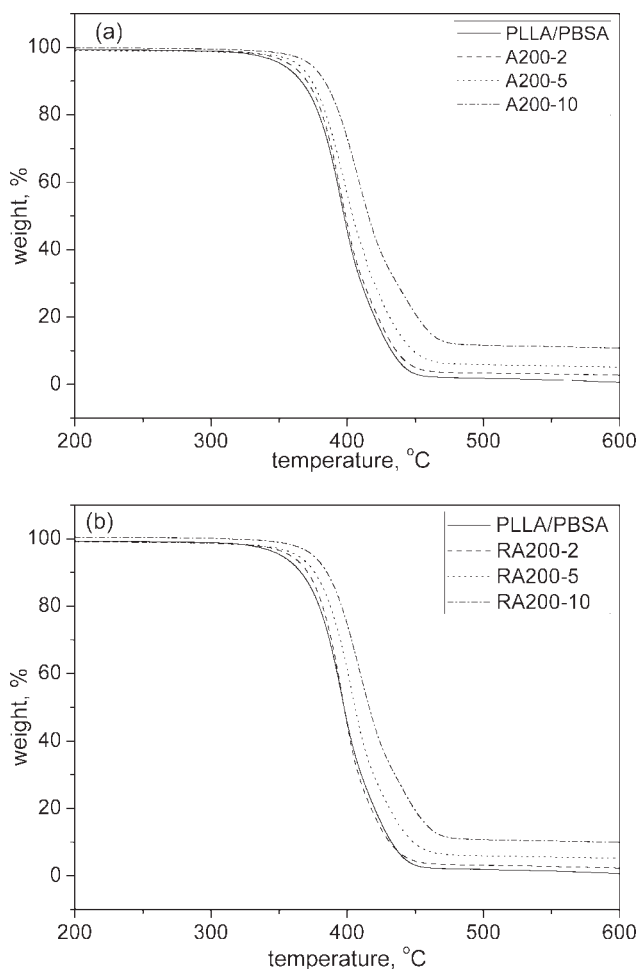 (a)
PLLA/PBSA
A200-2
A200-5
A200-10
100
80
60
40
20
0
weight, %
200 300 400 500 600
temperature, °C
(b)
PLLA/PBSA
RA200-2
RA200-5
RA200-10
100
80
60
40
20
0
weight, %
200 300 400 500 600
temperature, °C